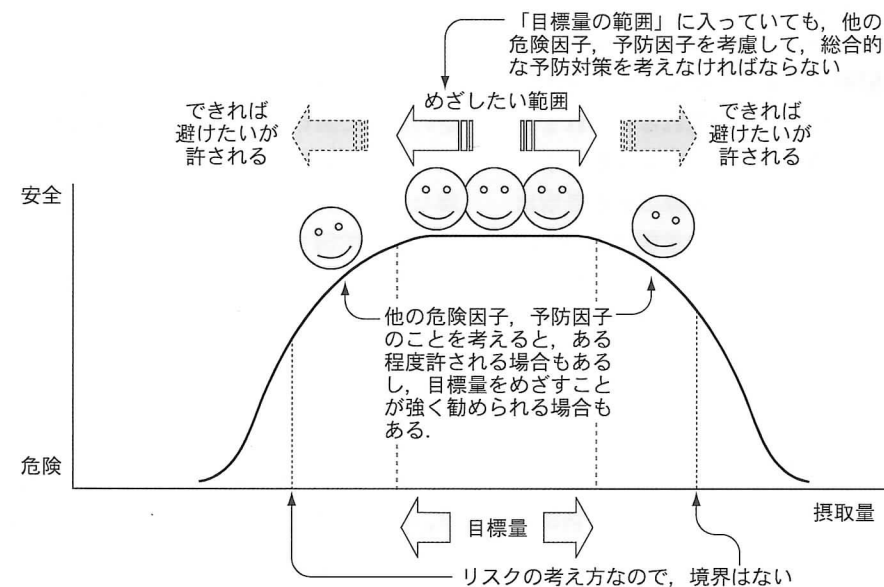 「目標量の範囲」に入っていても，他の
危険因子，予防因子を考慮して，総合的
な予防対策を考えなければならない
できれば
避けたいが
許される
めざしたい範囲
できれば
避けたいが
許される
安全
他の危険因子，予防因子
のことを考えると，ある
程度許される場合もある
し，目標量をめざすこと
が強く勧められる場合も
ある．
危険
摂取量
目標量
リスクの考え方なので，境界はない